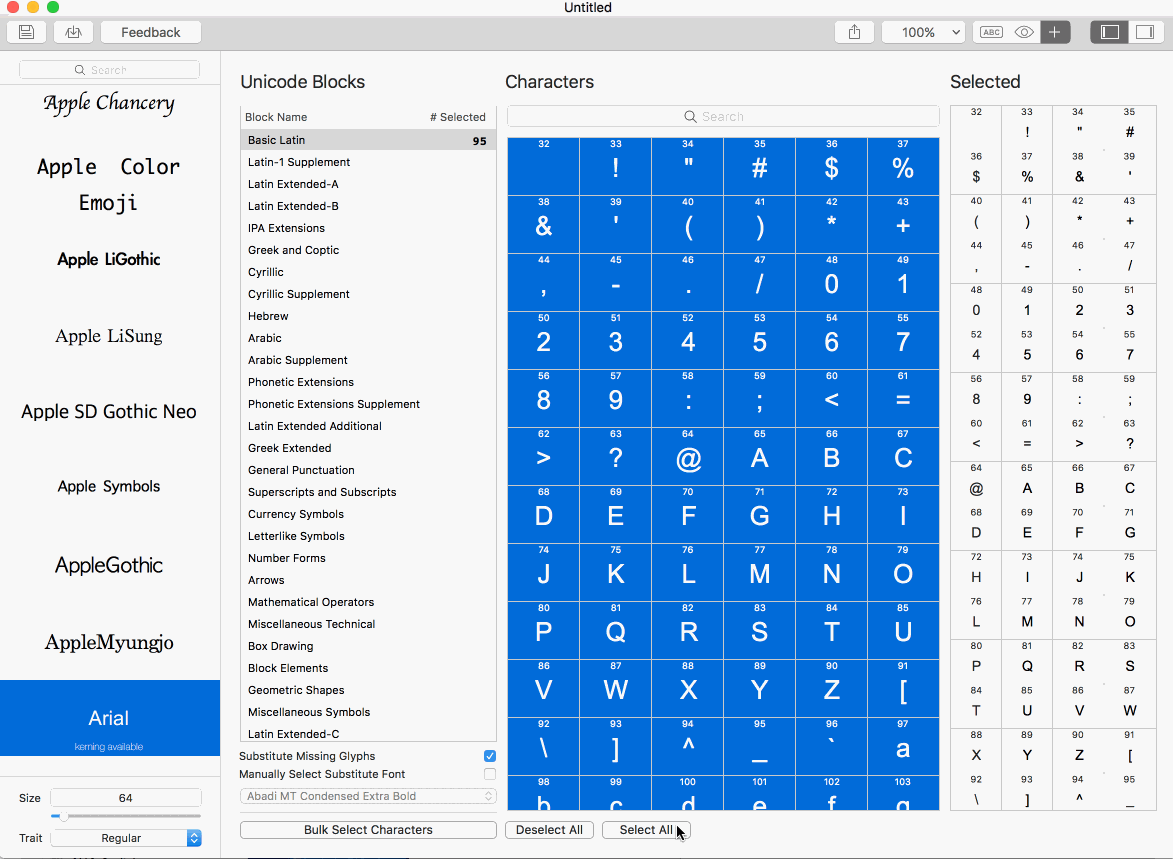 Untitled
Feedback
100%
ABC
Search
Apple Chancery
Apple Color
Emoji
Apple LiGothic
Apple LiSung
Apple SD Gothic Neo
Apple Symbols
AppleGothic
AppleMyungjo
Arial
kerning available
Size 64
Trait Regular
Unicode Blocks
Block Name # Selected
Basic Latin 95
Latin-1 Supplement
Latin Extended-A
Latin Extended-B
IPA Extensions
Greek and Coptic
Cyrillic
Cyrillic Supplement
Hebrew
Arabic
Arabic Supplement
Phonetic Extensions
Phonetic Extensions Supplement
Latin Extended Additional
Greek Extended
General Punctuation
Superscripts and Subscripts
Currency Symbols
Letterlike Symbols
Number Forms
Arrows
Mathematical Operators
Miscellaneous Technical
Box Drawing
Block Elements
Geometric Shapes
Miscellaneous Symbols
Latin Extended-C
Substitute Missing Glyphs
Manually Select Substitute Font
Abadi MT Condensed Extra Bold
Bulk Select Characters
Characters
Search
32 33 34 35 36 37
! " # $ %
38 39 40 41 42 43
& ' ( ) * +
44 45 46 47 48 49
, - . / 0 1
50 51 52 53 54 55
2 3 4 5 6 7
56 57 58 59 60 61
8 9 : ; < =
62 63 64 65 66 67
> ? @ A B C
68 69 70 71 72 73
D E F G H I
74 75 76 77 78 79
J K L M N O
80 81 82 83 84 85
P Q R S T U
86 87 88 89 90 91
V W X Y Z [
92 93 94 95 96 97
\ ] ^ _ ` a
98 99 100 101 102 103
b c d e f g
Deselect All
Select All
Selected
32 33 34 35
! " #
36 37 38 39
$ % & '
40 41 42 43
( ) * +
44 45 46 47
, - . /
48 49 50 51
0 1 2 3
52 53 54 55
4 5 6 7
56 57 58 59
8 9 : ;
60 61 62 63
< = > ?
64 65 66 67
@ A B C
68 69 70 71
D E F G
72 73 74 75
H I J K
76 77 78 79
L M N O
80 81 82 83
P Q R S
84 85 86 87
T U V W
88 89 90 91
X Y Z [
92 93 94 95
\ ] ^ _